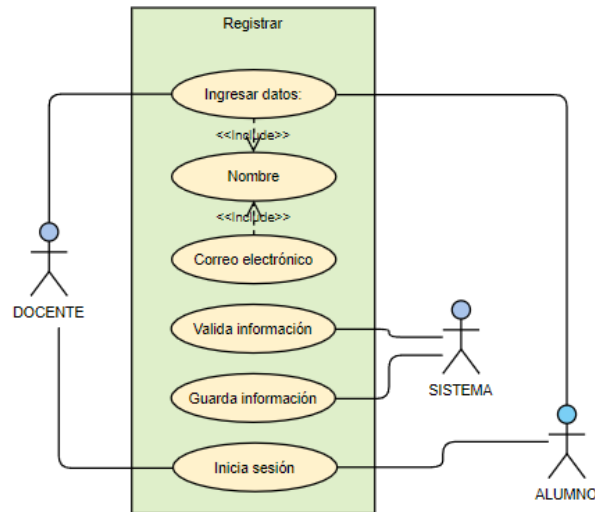 Registrar
Ingresar datos:
<<Include>>
Nombre
<<Include>>
Correo electrónico
DOCENTE
Valida información
SISTEMA
Guarda información
Inicia sesión
ALUMNO